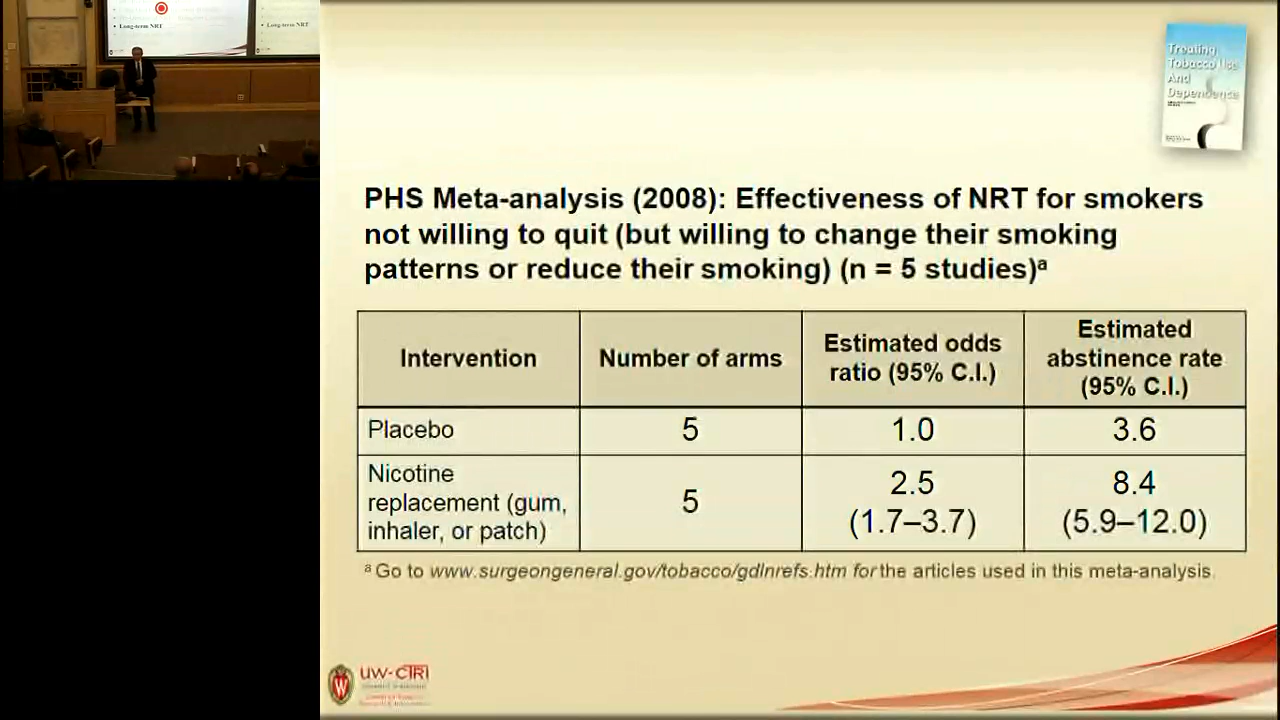 Long-term NRT
Long-term NRT
Treating
Tobacco Use
And
Dependence
PHS Meta-analysis (2008): Effectiveness of NRT for smokers
not willing to quit (but willing to change their smoking
patterns or reduce their smoking) (n = 5 studies)ᵃ
Intervention
Number of arms
Estimated odds
ratio (95% C.I.)
Estimated
abstinence rate
(95% C.I.)
Placebo
5
1.0
3.6
Nicotine
replacement (gum,
inhaler, or patch)
5
2.5
(1.7–3.7)
8.4
(5.9–12.0)
ᵃ Go to www.surgeongeneral.gov/tobacco/gdlnrefs.htm for the articles used in this meta-analysis.
W
UW-CTRI